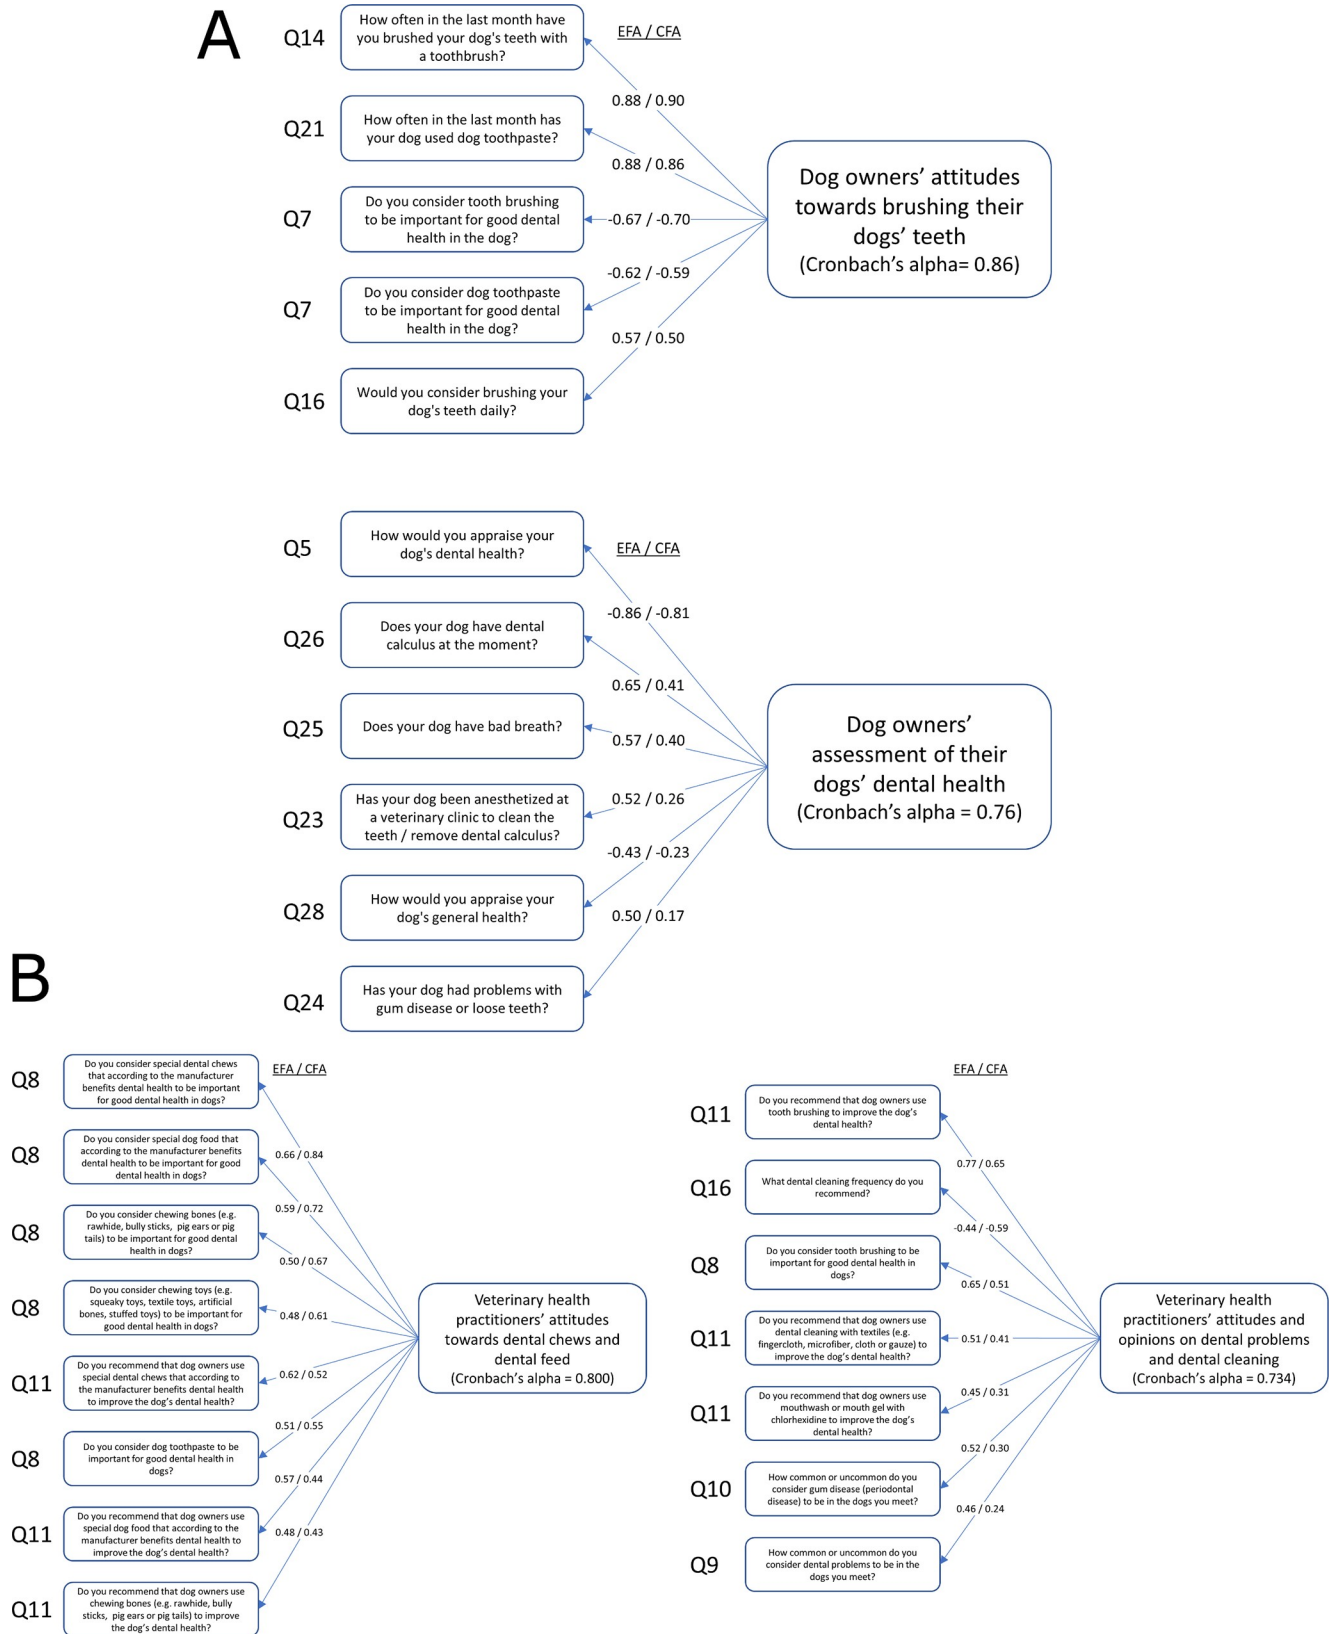 A
EFA / CFA
Q14
How often in the last month have
you brushed your dog's teeth with
a toothbrush?
0.88 / 0.90
Q21
How often in the last month has
your dog used dog toothpaste?
0.88 / 0.86
Q7
Do you consider tooth brushing
to be important for good dental
health in the dog?
-0.67 / -0.70
Q7
Do you consider dog toothpaste
to be important for good dental
health in the dog?
-0.62 / -0.59
Q16
Would you consider brushing your
dog's teeth daily?
0.57 / 0.50
Dog owners’ attitudes
towards brushing their
dogs’ teeth
(Cronbach’s alpha= 0.86)
EFA / CFA
Q5
How would you appraise your
dog's dental health?
-0.86 / -0.81
Q26
Does your dog have dental
calculus at the moment?
0.65 / 0.41
Q25
Does your dog have bad breath?
0.57 / 0.40
Q23
Has your dog been anesthetized at
a veterinary clinic to clean the
teeth / remove dental calculus?
0.52 / 0.26
Q28
How would you appraise your
dog's general health?
-0.43 / -0.23
Q24
Has your dog had problems with
gum disease or loose teeth?
0.50 / 0.17
Dog owners’
assessment of their
dogs’ dental health
(Cronbach’s alpha = 0.76)
B
EFA / CFA
Q8
Do you consider special dental chews
that according to the manufacturer
benefits dental health to be important
for good dental health in dogs?
0.66 / 0.84
Q8
Do you consider special dog food that
according to the manufacturer benefits
dental health to be important for good
dental health in dogs?
0.59 / 0.72
Q8
Do you consider chewing bones (e.g.
rawhide, bully sticks, pig ears or pig
tails) to be important for good dental
health in dogs?
0.50 / 0.67
Q8
Do you consider chewing toys (e.g.
squeaky toys, textile toys, artificial
bones, stuffed toys) to be important for
good dental health in dogs?
0.48 / 0.61
Q11
Do you recommend that dog owners use
special dental chews that according to
the manufacturer benefits dental health
to improve the dog’s dental health?
0.62 / 0.52
Q8
Do you consider dog toothpaste to be
important for good dental health in
dogs?
0.51 / 0.55
Q11
Do you recommend that dog owners use
special dog food that according to the
manufacturer benefits dental health to
improve the dog’s dental health?
0.57 / 0.44
Q11
Do you recommend that dog owners use
chewing bones (e.g. rawhide, bully
sticks, pig ears or pig tails) to improve
the dog’s dental health?
0.48 / 0.43
Veterinary health
practitioners’ attitudes
towards dental chews and
dental feed
(Cronbach’s alpha = 0.800)
EFA / CFA
Q11
Do you recommend that dog owners use
tooth brushing to improve the dog’s
dental health?
0.77 / 0.65
Q16
What dental cleaning frequency do you
recommend?
-0.44 / -0.59
Q8
Do you consider tooth brushing to be
important for good dental health in
dogs?
0.65 / 0.51
Q11
Do you recommend that dog owners use
dental cleaning with textiles (e.g.
fingercloth, microfiber, cloth or gauze) to
improve the dog’s dental health?
0.51 / 0.41
Q11
Do you recommend that dog owners use
mouthwash or mouth gel with
chlorhexidine to improve the dog’s
dental health?
0.45 / 0.31
Q10
How common or uncommon do you
consider gum disease (periodontal
disease) to be in the dogs you meet?
0.52 / 0.30
Q9
How common or uncommon do you
consider dental problems to be in the
dogs you meet?
0.46 / 0.24
Veterinary health
practitioners’ attitudes and
opinions on dental problems
and dental cleaning
(Cronbach’s alpha = 0.734)